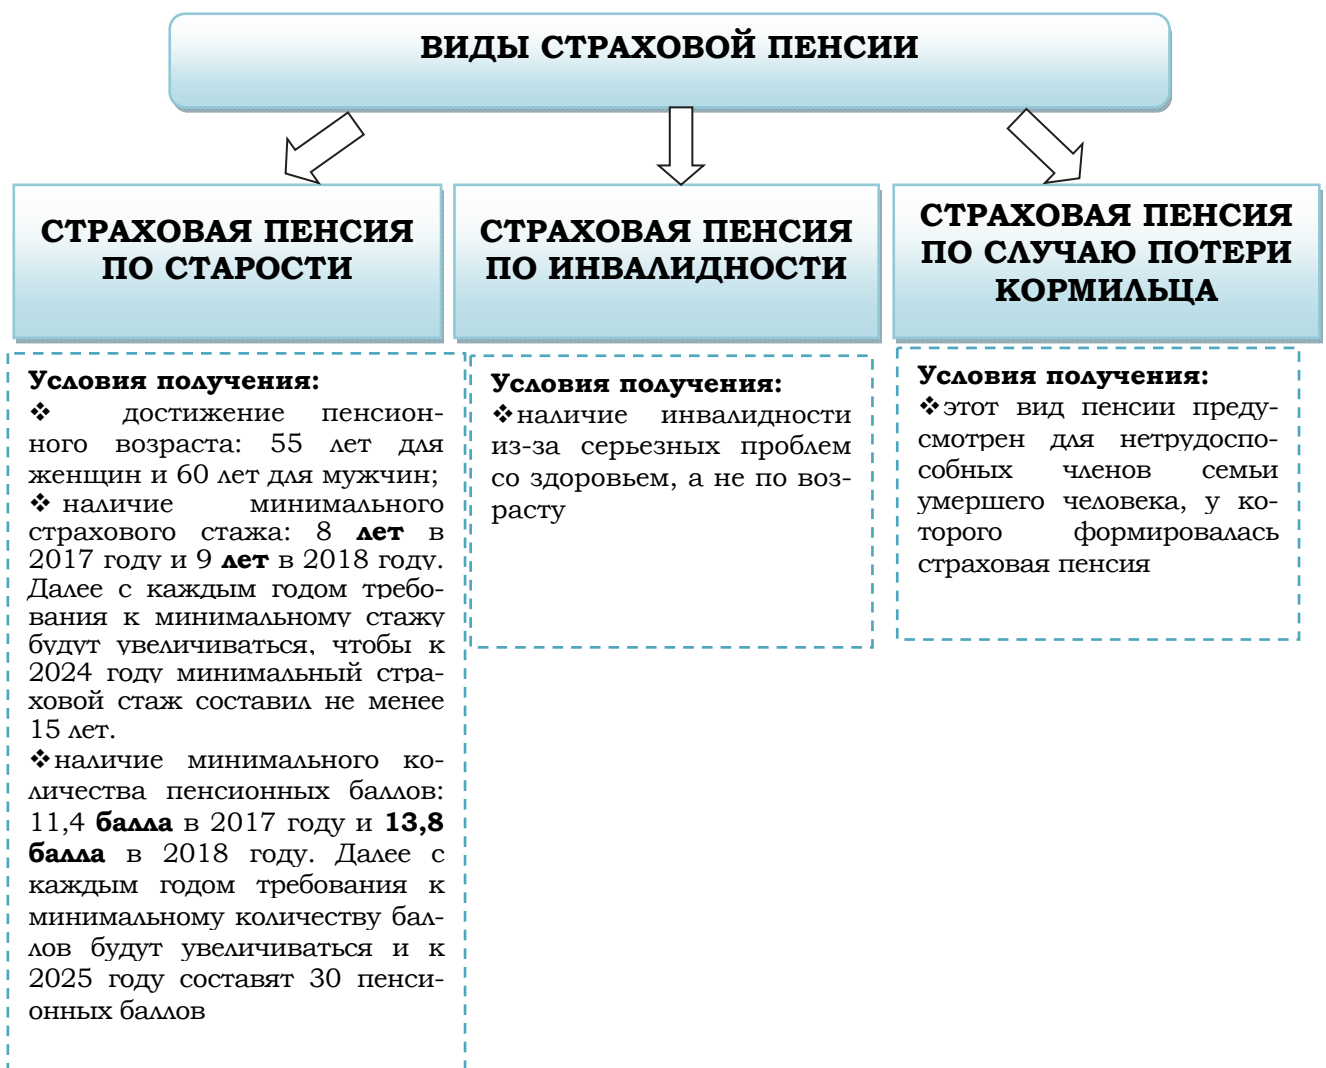 ВИДЫ СТРАХОВОЙ ПЕНСИИ
СТРАХОВАЯ ПЕНСИЯ
ПО СТАРОСТИ
СТРАХОВАЯ ПЕНСИЯ
ПО ИНВАЛИДНОСТИ
СТРАХОВАЯ ПЕНСИЯ
ПО СЛУЧАЮ ПОТЕРИ
КОРМИЛЬЦА
Условия получения:
❖ достижение пенсион-
ного возраста: 55 лет для
женщин и 60 лет для мужчин;
❖ наличие минимального
страхового стажа: 8 лет в
2017 году и 9 лет в 2018 году.
Далее с каждым годом требо-
вания к минимальному стажу
будут увеличиваться, чтобы к
2024 году минимальный стра-
ховой стаж составил не менее
15 лет.
❖наличие минимального ко-
личества пенсионных баллов:
11,4 балла в 2017 году и 13,8
балла в 2018 году. Далее с
каждым годом требования к
минимальному количеству бал-
лов будут увеличиваться и к
2025 году составят 30 пенси-
онных баллов
Условия получения:
❖наличие инвалидности
из-за серьезных проблем
со здоровьем, а не по воз-
расту
Условия получения:
❖этот вид пенсии преду-
смотрен для нетрудоспо-
собных членов семьи
умершего человека, у ко-
торого формировалась
страховая пенсия